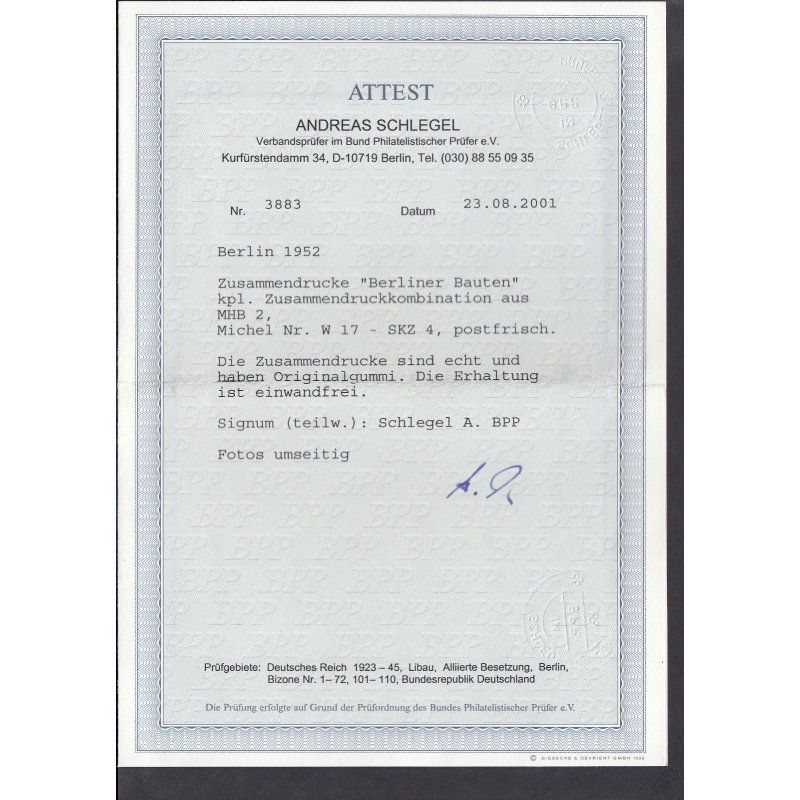 ATTEST
ANDREAS SCHLEGEL
Verbandsprüfer im Bund Philatelistischer Prüfer e.V.
Kurfürstendamm 34, D-10719 Berlin, Tel. (030) 88 55 09 35
Nr. 3883 Datum 23.08.2001
Berlin 1952
Zusammendrucke "Berliner Bauten"
kpl. Zusammendruckkombination aus
MHB 2,
Michel Nr. W 17 - SKZ 4, postfrisch.
Die Zusammendrucke sind echt und
haben Originalgummi. Die Erhaltung
ist einwandfrei.
Signum (teilw.): Schlegel A. BPP
Fotos umseitig
Prüfgebiete: Deutsches Reich 1923 – 45, Libau, Alliierte Besetzung, Berlin,
Bizone Nr. 1– 72, 101– 110, Bundesrepublik Deutschland
Die Prüfung erfolgte auf Grund der Prüfordnung des Bundes Philatelistischer Prüfer e.V.
© GIESECKE & DEVRIENT GMBH 1992